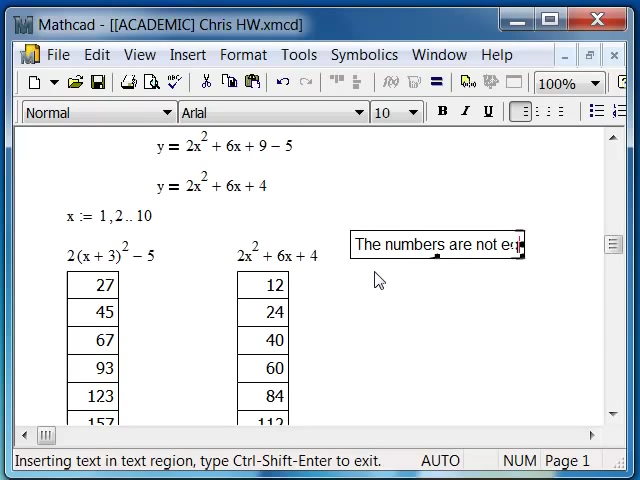 Mathcad - [[ACADEMIC] Chris HW.xmcd]
File Edit View Insert Format Tools Symbolics Window Help
100%
Normal Arial 10 B I U
y = 2x² + 6x + 9 − 5
y = 2x² + 6x + 4
x := 1, 2 .. 10
The numbers are not
2(x + 3)² − 5 2x² + 6x + 4
27 12
45 24
67 40
93 60
123 84
157 112
Inserting text in text region, type Ctrl-Shift-Enter to exit. AUTO NUM Page 1